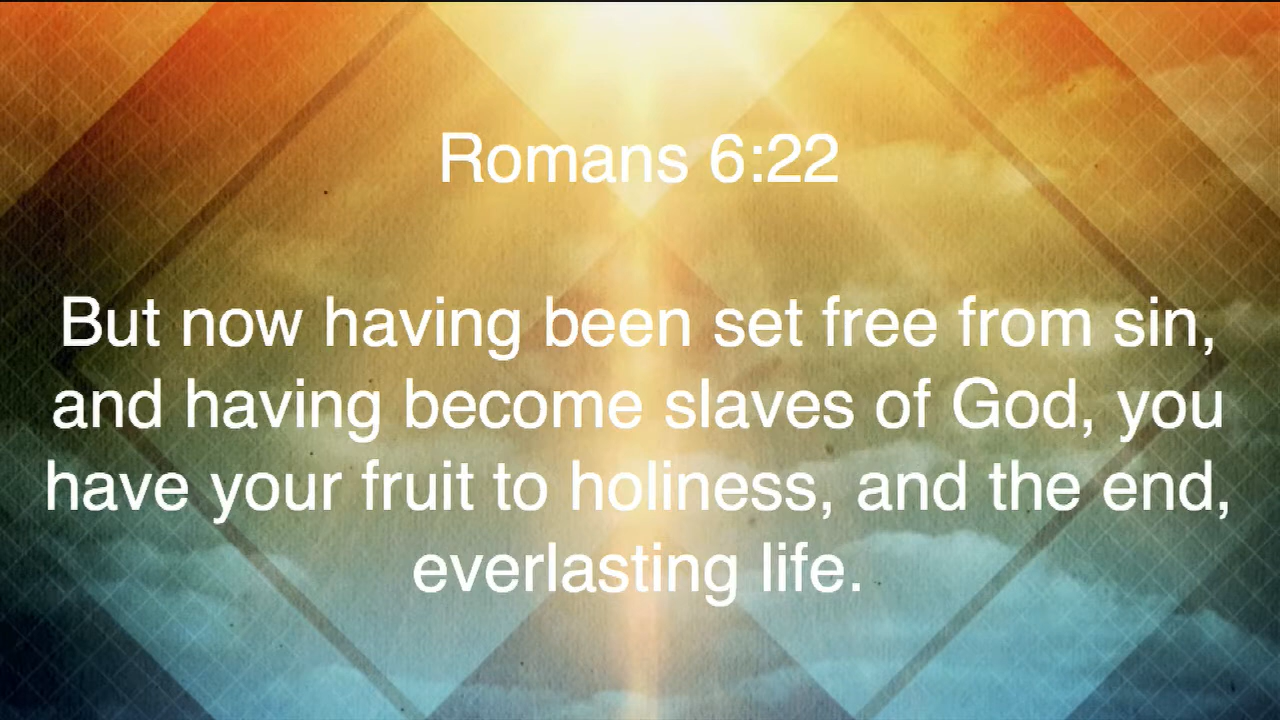 Romans 6:22
But now having been set free from sin,
and having become slaves of God, you
have your fruit to holiness, and the end,
everlasting life.